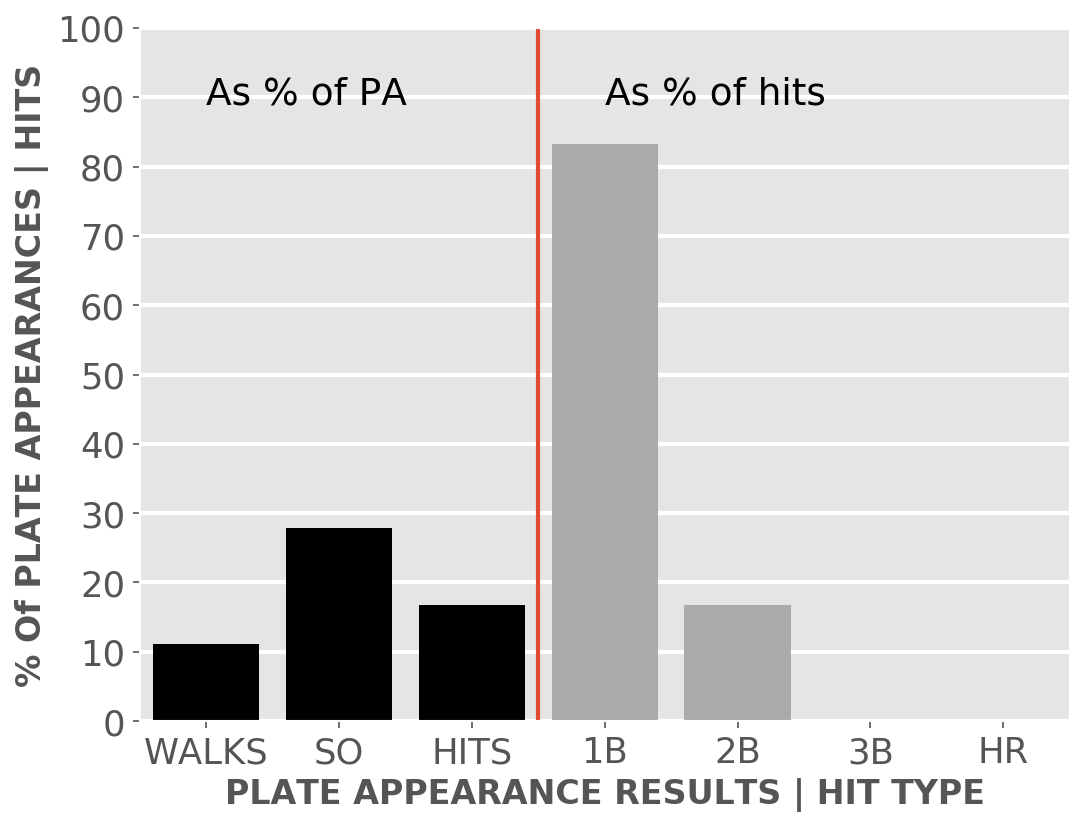 % Of PLATE APPEARANCES | HITS
100
90
80
70
60
50
40
30
20
10
0
As % of PA
As % of hits
WALKS SO HITS 1B 2B 3B HR
PLATE APPEARANCE RESULTS | HIT TYPE